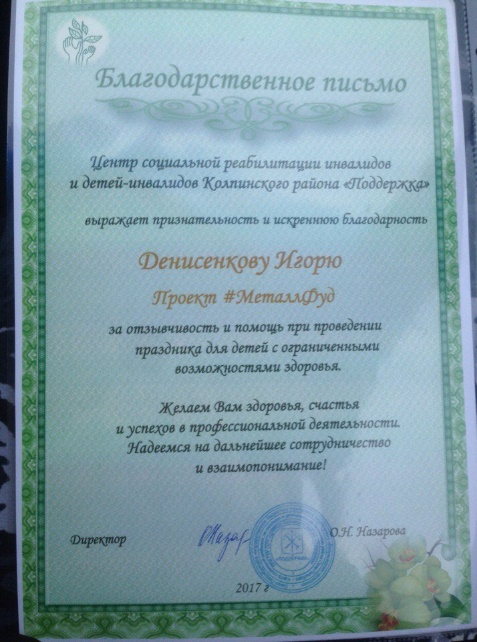 Благодарственное письмо
Центр социальной реабилитации инвалидов
и детей-инвалидов Колпинского района «Поддержка»
выражает признательность и искреннюю благодарность
Денисенкову Игорю
Проект #МеталлФуд
за отзывчивость и помощь при проведении
праздника для детей с ограниченными
возможностями здоровья.
Желаем Вам здоровья, счастья
и успехов в профессиональной деятельности.
Надеемся на дальнейшее сотрудничество
и взаимопонимание!
Директор
О.Н. Назарова
2017 г